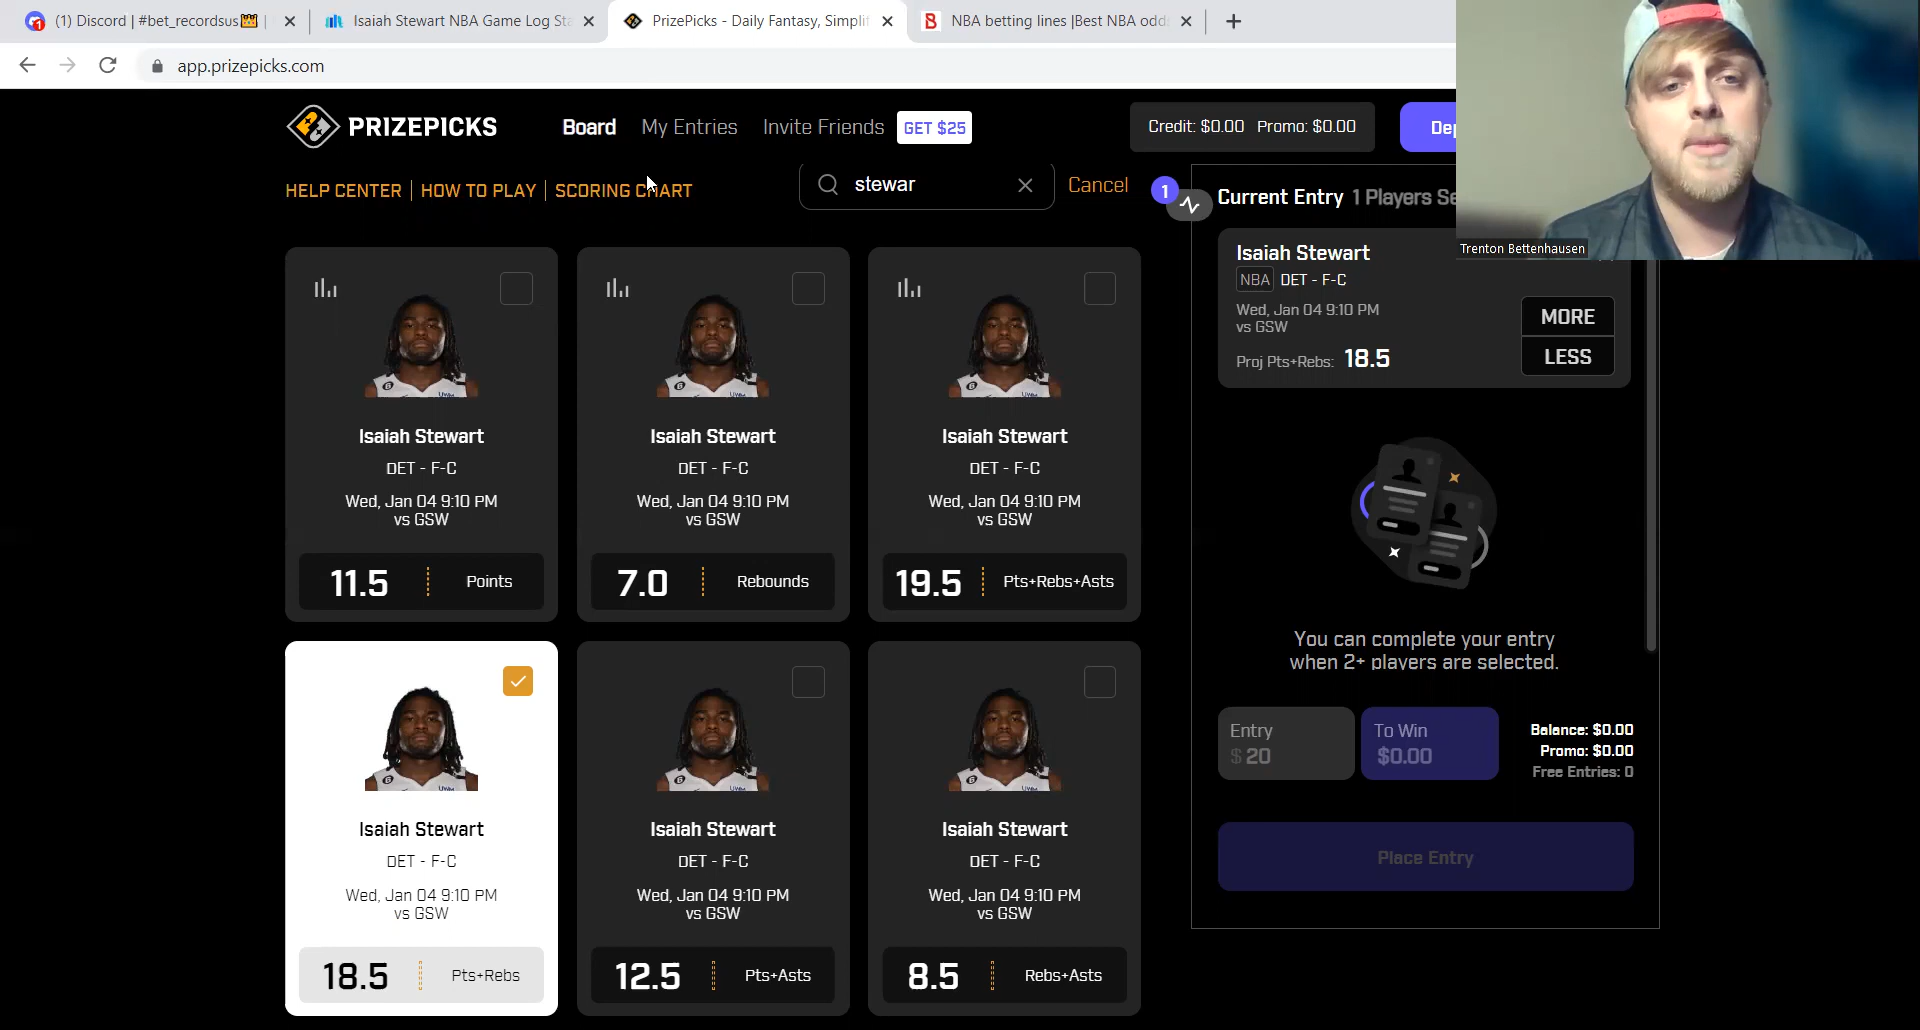 (1) Discord | #bet_recordsus👑 |
Isaiah Stewart NBA Game Log Sta
PrizePicks - Daily Fantasy, Simplif
NBA betting lines |Best NBA odd
app.prizepicks.com
PRIZEPICKS
Board
My Entries
Invite Friends
GET $25
Credit: $0.00 Promo: $0.00
Dep
HELP CENTER
HOW TO PLAY
SCORING CHART
stewar
Cancel
1
Current Entry 1 Players Se
Trenton Bettenhausen
Isaiah Stewart
NBA DET - F-C
Wed, Jan 04 9:10 PM
vs GSW
Proj Pts+Rebs: 18.5
MORE
LESS
Isaiah Stewart
DET - F-C
Wed, Jan 04 9:10 PM
vs GSW
11.5 Points
Isaiah Stewart
DET - F-C
Wed, Jan 04 9:10 PM
vs GSW
7.0 Rebounds
Isaiah Stewart
DET - F-C
Wed, Jan 04 9:10 PM
vs GSW
19.5 Pts+Rebs+Asts
Isaiah Stewart
DET - F-C
Wed, Jan 04 9:10 PM
vs GSW
18.5 Pts+Rebs
Isaiah Stewart
DET - F-C
Wed, Jan 04 9:10 PM
vs GSW
12.5 Pts+Asts
Isaiah Stewart
DET - F-C
Wed, Jan 04 9:10 PM
vs GSW
8.5 Rebs+Asts
You can complete your entry
when 2+ players are selected.
Entry
$ 20
To Win
$0.00
Balance: $0.00
Promo: $0.00
Free Entries: 0
Place Entry